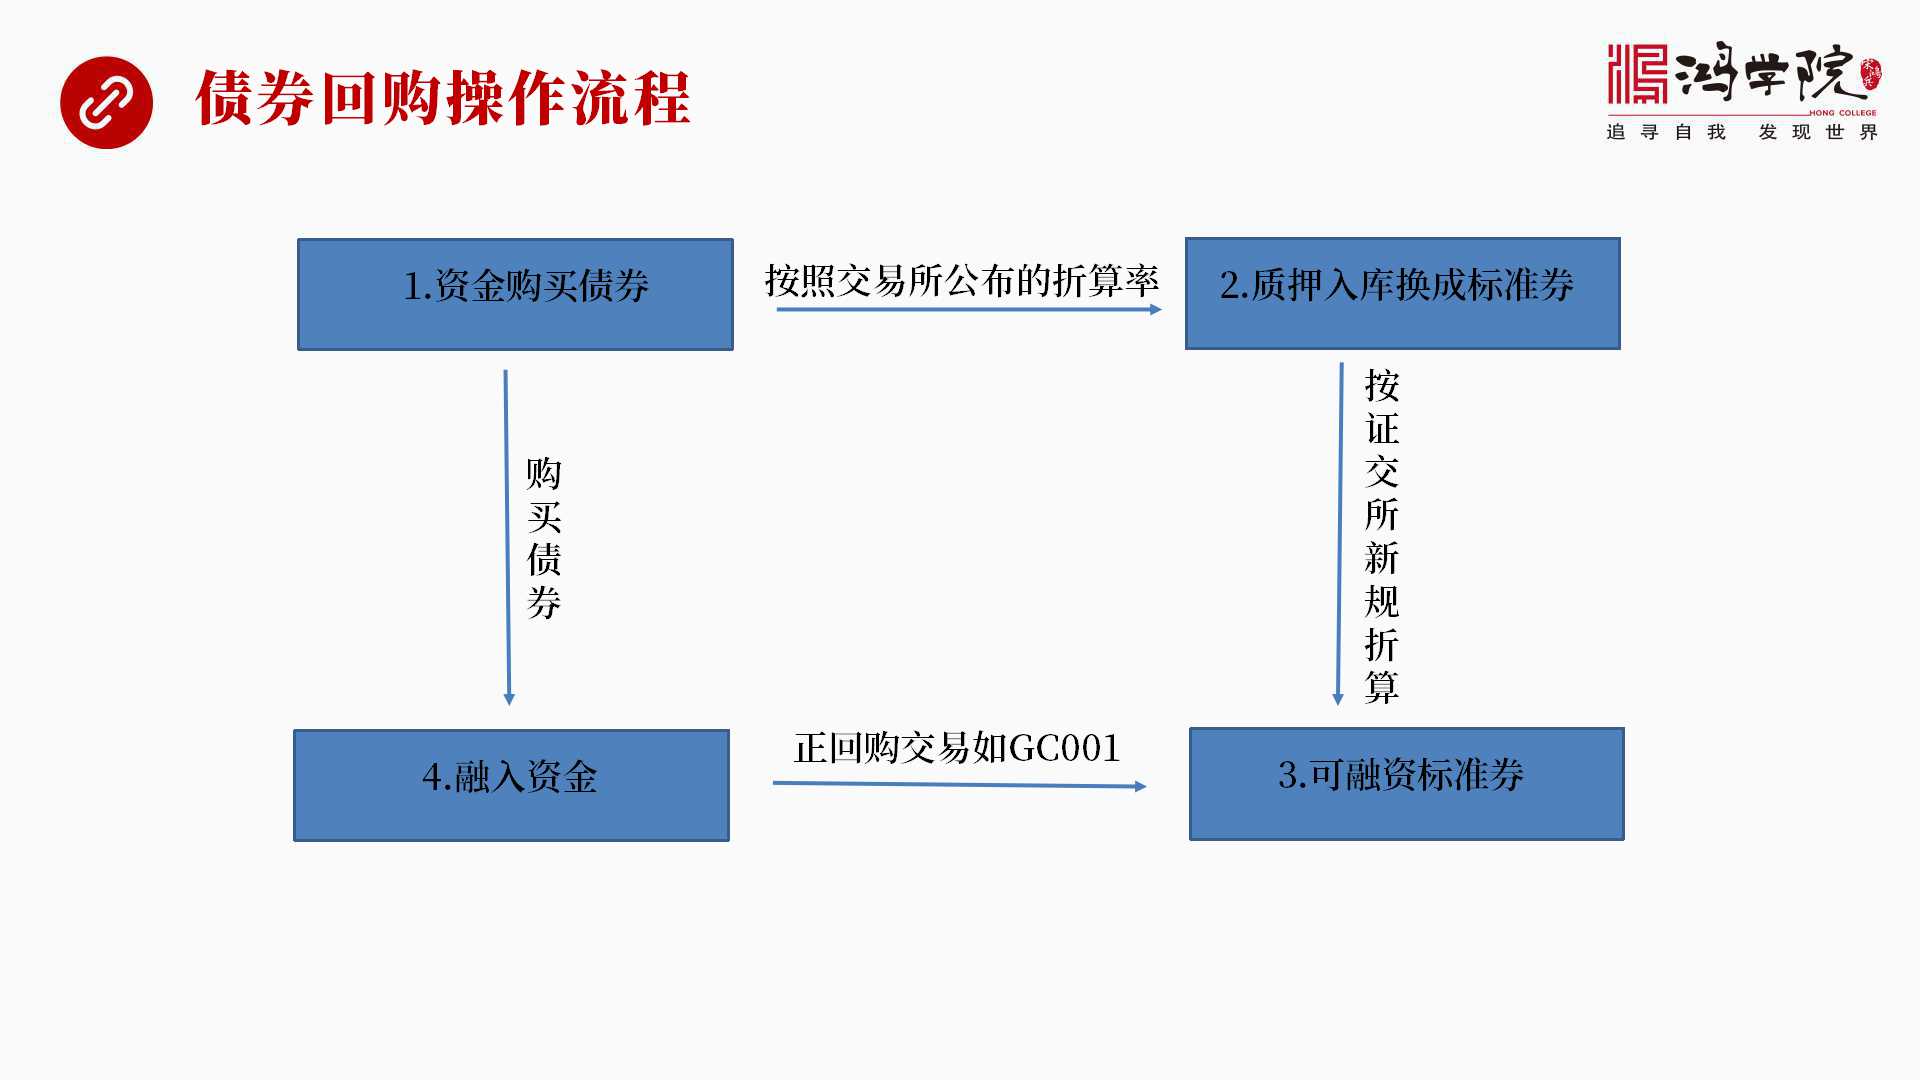 债券回购操作流程
鸿学院
宋鸿兵
HONG COLLEGE
追寻自我 发现世界
1.资金购买债券
按照交易所公布的折算率
2.质押入库换成标准券
购买债券
按证交所新规折算
4.融入资金
正回购交易如GC001
3.可融资标准券